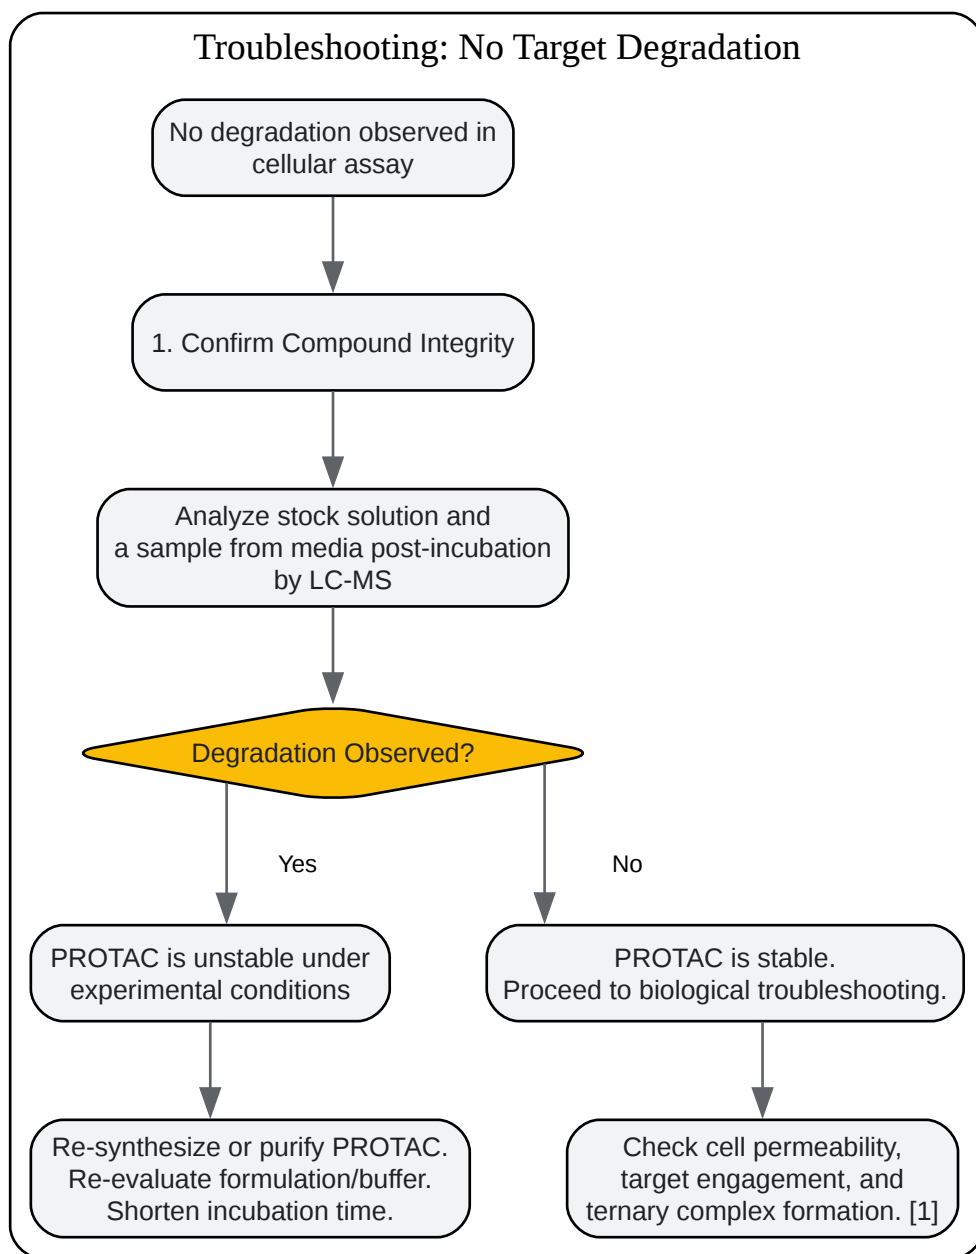 Troubleshooting: No Target Degradation
No degradation observed in
cellular assay
1. Confirm Compound Integrity
Analyze stock solution and
a sample from media post-incubation
by LC-MS
Degradation Observed?
Yes
No
PROTAC is unstable under
experimental conditions
PROTAC is stable.
Proceed to biological troubleshooting.
Re-synthesize or purify PROTAC.
Re-evaluate formulation/buffer.
Shorten incubation time.
Check cell permeability,
target engagement, and
ternary complex formation. [1]